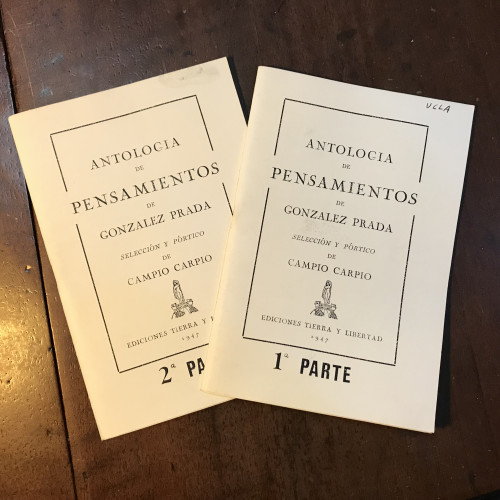 ANTOLOGIA
DE
PENSAMIENTOS
DE
GONZALEZ PRADA
SELECCIÓN Y PÓRTICO
DE
CAMPIO CARPIO
EDICIONES TIERRA Y L
1947
2ª PA
ULLA
ANTOLOGIA
DE
PENSAMIENTOS
DE
GONZALEZ PRADA
SELECCIÓN Y PÓRTICO
DE
CAMPIO CARPIO
EDICIONES TIERRA Y LIBERTAD
1947
1ª PARTE